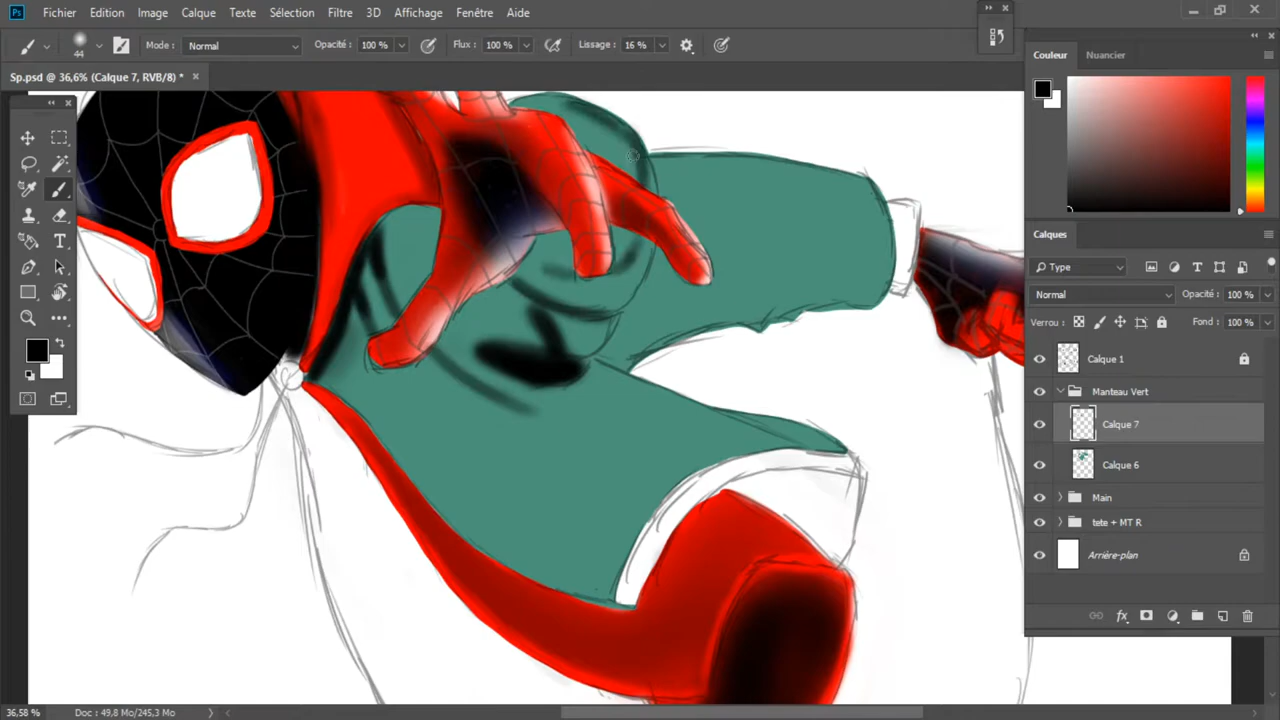 Ps Fichier Edition Image Calque Texte Sélection Filtre 3D Affichage Fenêtre Aide
44 Mode : Normal Opacité : 100 % Flux : 100 % Lissage : 16 %
Sp.psd @ 36,6% (Calque 7, RVB/8) *
Couleur Nuancier
Calques
Type
Normal Opacité : 100 %
Verrou : Fond : 100 %
Calque 1
Manteau Vert
Calque 7
Calque 6
Main
tete + MT R
Arrière-plan
36,58 % Doc : 49,8 Mo/245,3 Mo